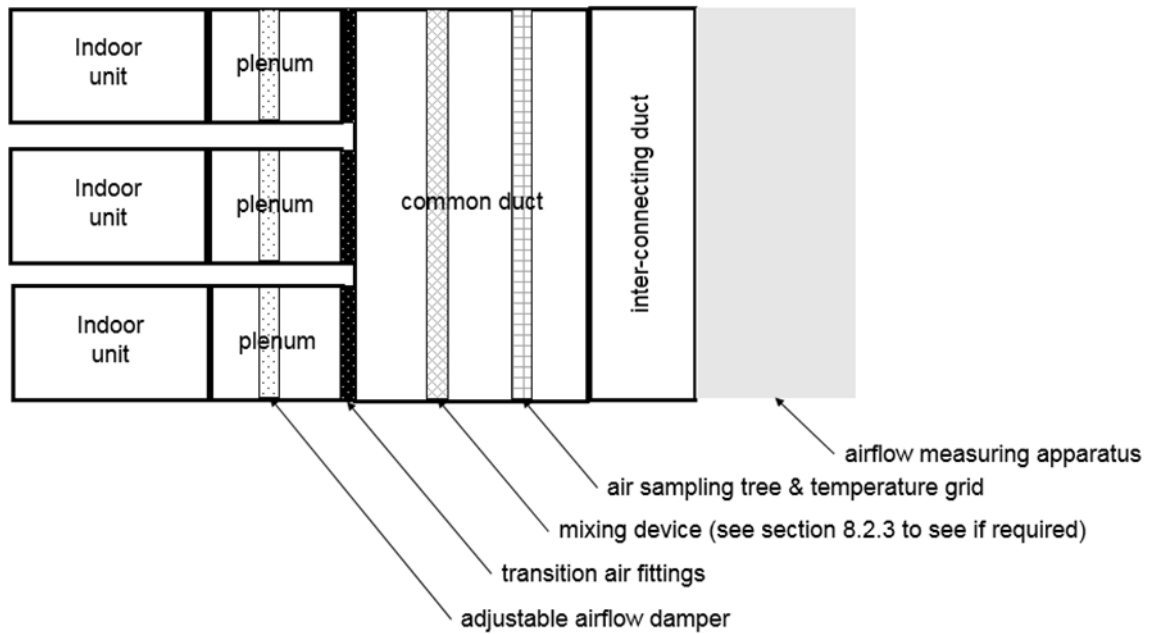 Indoor
unit
plenum
Indoor
unit
plenum
Indoor
unit
plenum
common duct
inter-connecting duct
airflow measuring apparatus
air sampling tree & temperature grid
mixing device (see section 8.2.3 to see if required)
transition air fittings
adjustable airflow damper